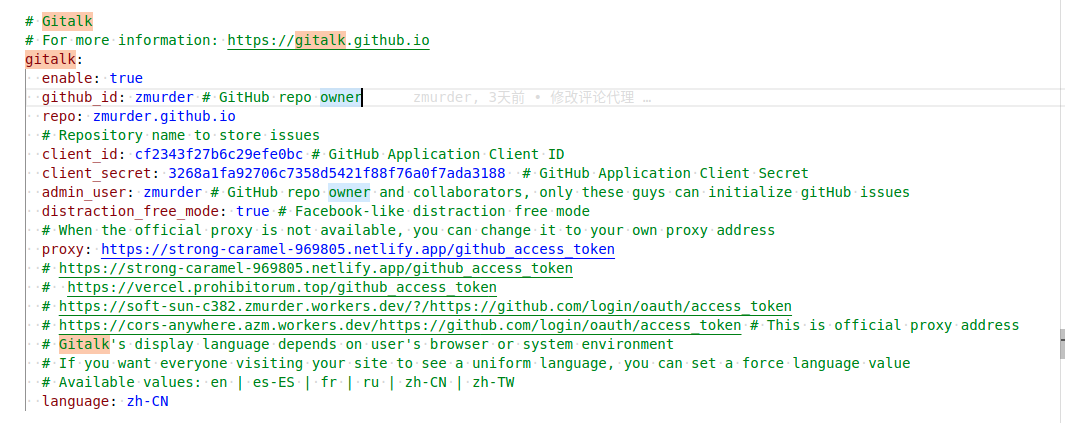 # Gitalk
# For more information: https://gitalk.github.io
gitalk:
  enable: true
  github_id: zmurder # GitHub repo owner      zmurder, 3天前 • 修改评论代理 …
  repo: zmurder.github.io
  # Repository name to store issues
  client_id: cf2343f27b6c29efe0bc # GitHub Application Client ID
  client_secret: 3268a1fa92706c7358d5421f88f76a0f7ada3188  # GitHub Application Client Secret
  admin_user: zmurder # GitHub repo owner and collaborators, only these guys can initialize gitHub issues
  distraction_free_mode: true # Facebook-like distraction free mode
  # When the official proxy is not available, you can change it to your own proxy address
  proxy: https://strong-caramel-969805.netlify.app/github_access_token
  # https://strong-caramel-969805.netlify.app/github_access_token
  #  https://vercel.prohibitorum.top/github_access_token
  # https://soft-sun-c382.zmurder.workers.dev/?/https://github.com/login/oauth/access_token
  # https://cors-anywhere.azm.workers.dev/https://github.com/login/oauth/access_token # This is official proxy address
  # Gitalk's display language depends on user's browser or system environment
  # If you want everyone visiting your site to see a uniform language, you can set a force language value
  # Available values: en | es-ES | fr | ru | zh-CN | zh-TW
  language: zh-CN